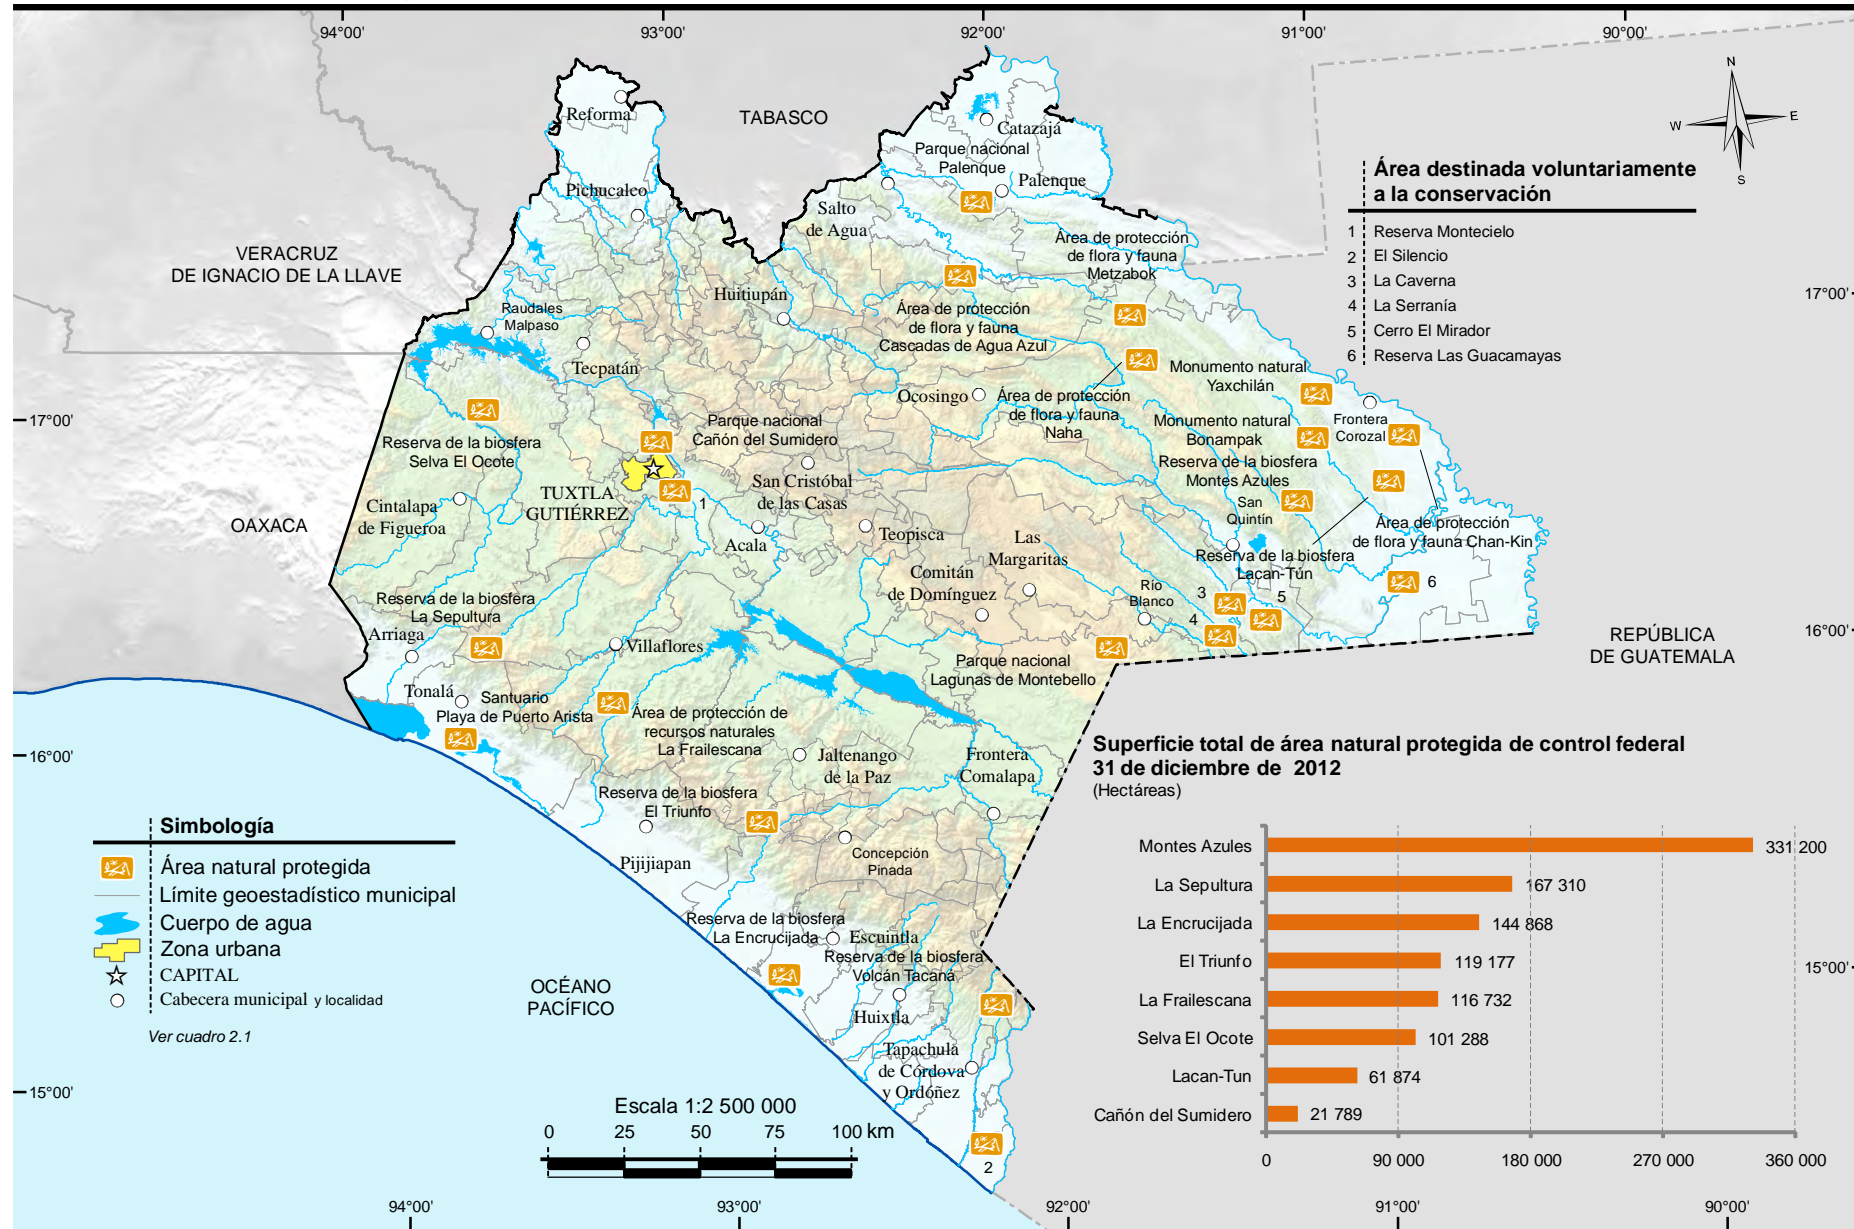 94°00'
93°00'
92°00'
91°00'
90°00'
N
W
E
S
TABASCO
Reforma
Catazajá
Parque nacional
Palenque
Palenque
Pichucalco
Salto
de Agua
Área de protección
de flora y fauna
Metzabok
VERACRUZ
DE IGNACIO DE LA LLAVE
Área destinada voluntariamente
a la conservación
1 Reserva Montecielo
2 El Silencio
3 La Caverna
4 La Serranía
5 Cerro El Mirador
6 Reserva Las Guacamayas
17°00'
Huitiupán
Raudales
Malpaso
Área de protección
de flora y fauna
Cascadas de Agua Azul
Tecpatán
Monumento natural
Yaxchilán
Ocosingo
Área de protección
de flora y fauna
Naha
17°00'
Parque nacional
Cañón del Sumidero
Monumento natural
Bonampak
Frontera
Corozal
Reserva de la biosfera
Selva El Ocote
Reserva de la biosfera
Montes Azules
San Cristóbal
de las Casas
TUXTLA
GUTIÉRREZ
1
Cintalapa
de Figueroa
San
Quintín
OAXACA
Área de protección
de flora y fauna Chan-Kin
Acala
Teopisca
Las
Margaritas
Reserva de la biosfera
Lacan-Tún
Comitán
de Domínguez
Río
Blanco
3
5
6
4
Reserva de la biosfera
La Sepultura
Arriaga
Villaflores
16°00'
REPÚBLICA
DE GUATEMALA
Parque nacional
Lagunas de Montebello
Tonalá
Santuario
Playa de Puerto Arista
Área de protección de
recursos naturales
La Frailescana
16°00'
Jaltenango
de la Paz
Frontera
Comalapa
Reserva de la biosfera
El Triunfo
Pijijiapan
Concepción
Pinada
Superficie total de área natural protegida de control federal
31 de diciembre de 2012
(Hectáreas)
Montes Azules 331 200
La Sepultura 167 310
La Encrucijada 144 868
El Triunfo 119 177
La Frailescana 116 732
Selva El Ocote 101 288
Lacan-Tun 61 874
Cañón del Sumidero 21 789
0 90 000 180 000 270 000 360 000
Simbología
Área natural protegida
Límite geoestadístico municipal
Cuerpo de agua
Zona urbana
CAPITAL
Cabecera municipal y localidad
Ver cuadro 2.1
Reserva de la biosfera
La Encrucijada
Escuintla
Reserva de la biosfera
Volcán Tacaná
15°00'
OCÉANO
PACÍFICO
Huixtla
Tapachula
de Córdova
y Ordóñez
15°00'
2
Escala 1:2 500 000
0 25 50 75 100 km
94°00'
93°00'
92°00'
91°00'
90°00'